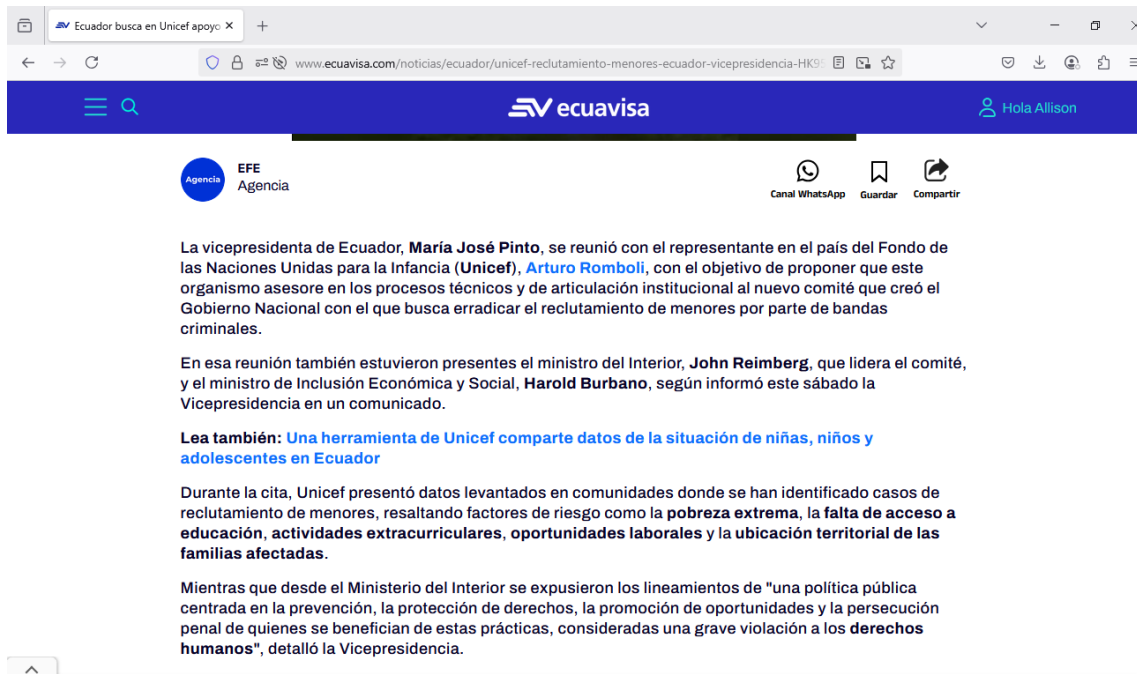 Ecuador busca en Unicef apoyo
www.ecuavisa.com/noticias/ecuador/unicef-reclutamiento-menores-ecuador-vicepresidencia-HK95
ecuavisa
Hola Allison
Agencia
EFE
Agencia
Canal WhatsApp
Guardar
Compartir
La vicepresidenta de Ecuador, María José Pinto, se reunió con el representante en el país del Fondo de
las Naciones Unidas para la Infancia (Unicef), Arturo Romboli, con el objetivo de proponer que este
organismo asesore en los procesos técnicos y de articulación institucional al nuevo comité que creó el
Gobierno Nacional con el que busca erradicar el reclutamiento de menores por parte de bandas
criminales.
En esa reunión también estuvieron presentes el ministro del Interior, John Reimberg, que lidera el comité,
y el ministro de Inclusión Económica y Social, Harold Burbano, según informó este sábado la
Vicepresidencia en un comunicado.
Lea también: Una herramienta de Unicef comparte datos de la situación de niñas, niños y
adolescentes en Ecuador
Durante la cita, Unicef presentó datos levantados en comunidades donde se han identificado casos de
reclutamiento de menores, resaltando factores de riesgo como la pobreza extrema, la falta de acceso a
educación, actividades extracurriculares, oportunidades laborales y la ubicación territorial de las
familias afectadas.
Mientras que desde el Ministerio del Interior se expusieron los lineamientos de "una política pública
centrada en la prevención, la protección de derechos, la promoción de oportunidades y la persecución
penal de quienes se benefician de estas prácticas, consideradas una grave violación a los derechos
humanos", detalló la Vicepresidencia.